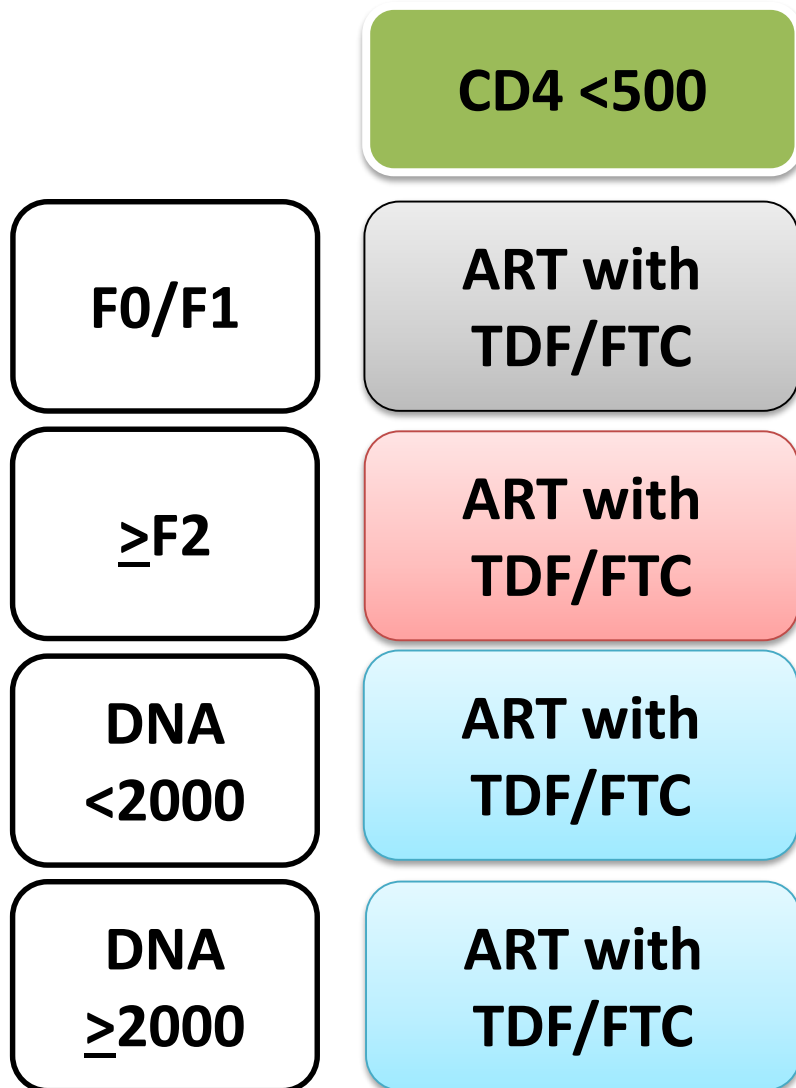 CD4 <500
F0/F1
ART with
TDF/FTC
≥F2
ART with
TDF/FTC
DNA
<2000
ART with
TDF/FTC
DNA
≥2000
ART with
TDF/FTC